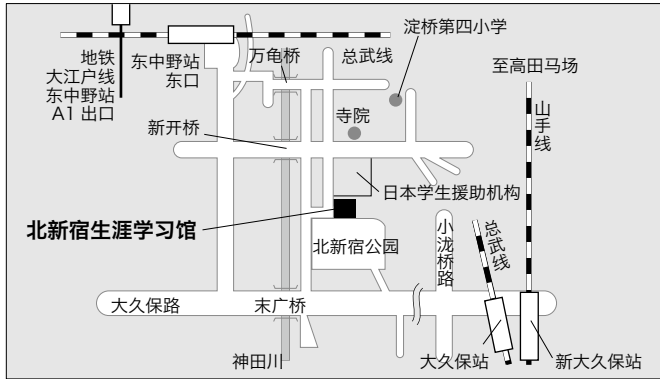 淀桥第四小学
地铁
大江户线
东中野站
A1 出口
东中野站
东口
万亀桥
总武线
至高田马场
山手线
新开桥
寺院
日本学生援助机构
北新宿生涯学习馆
北新宿公园
小泷桥路
总武线
大久保路
末广桥
神田川
大久保站
新大久保站